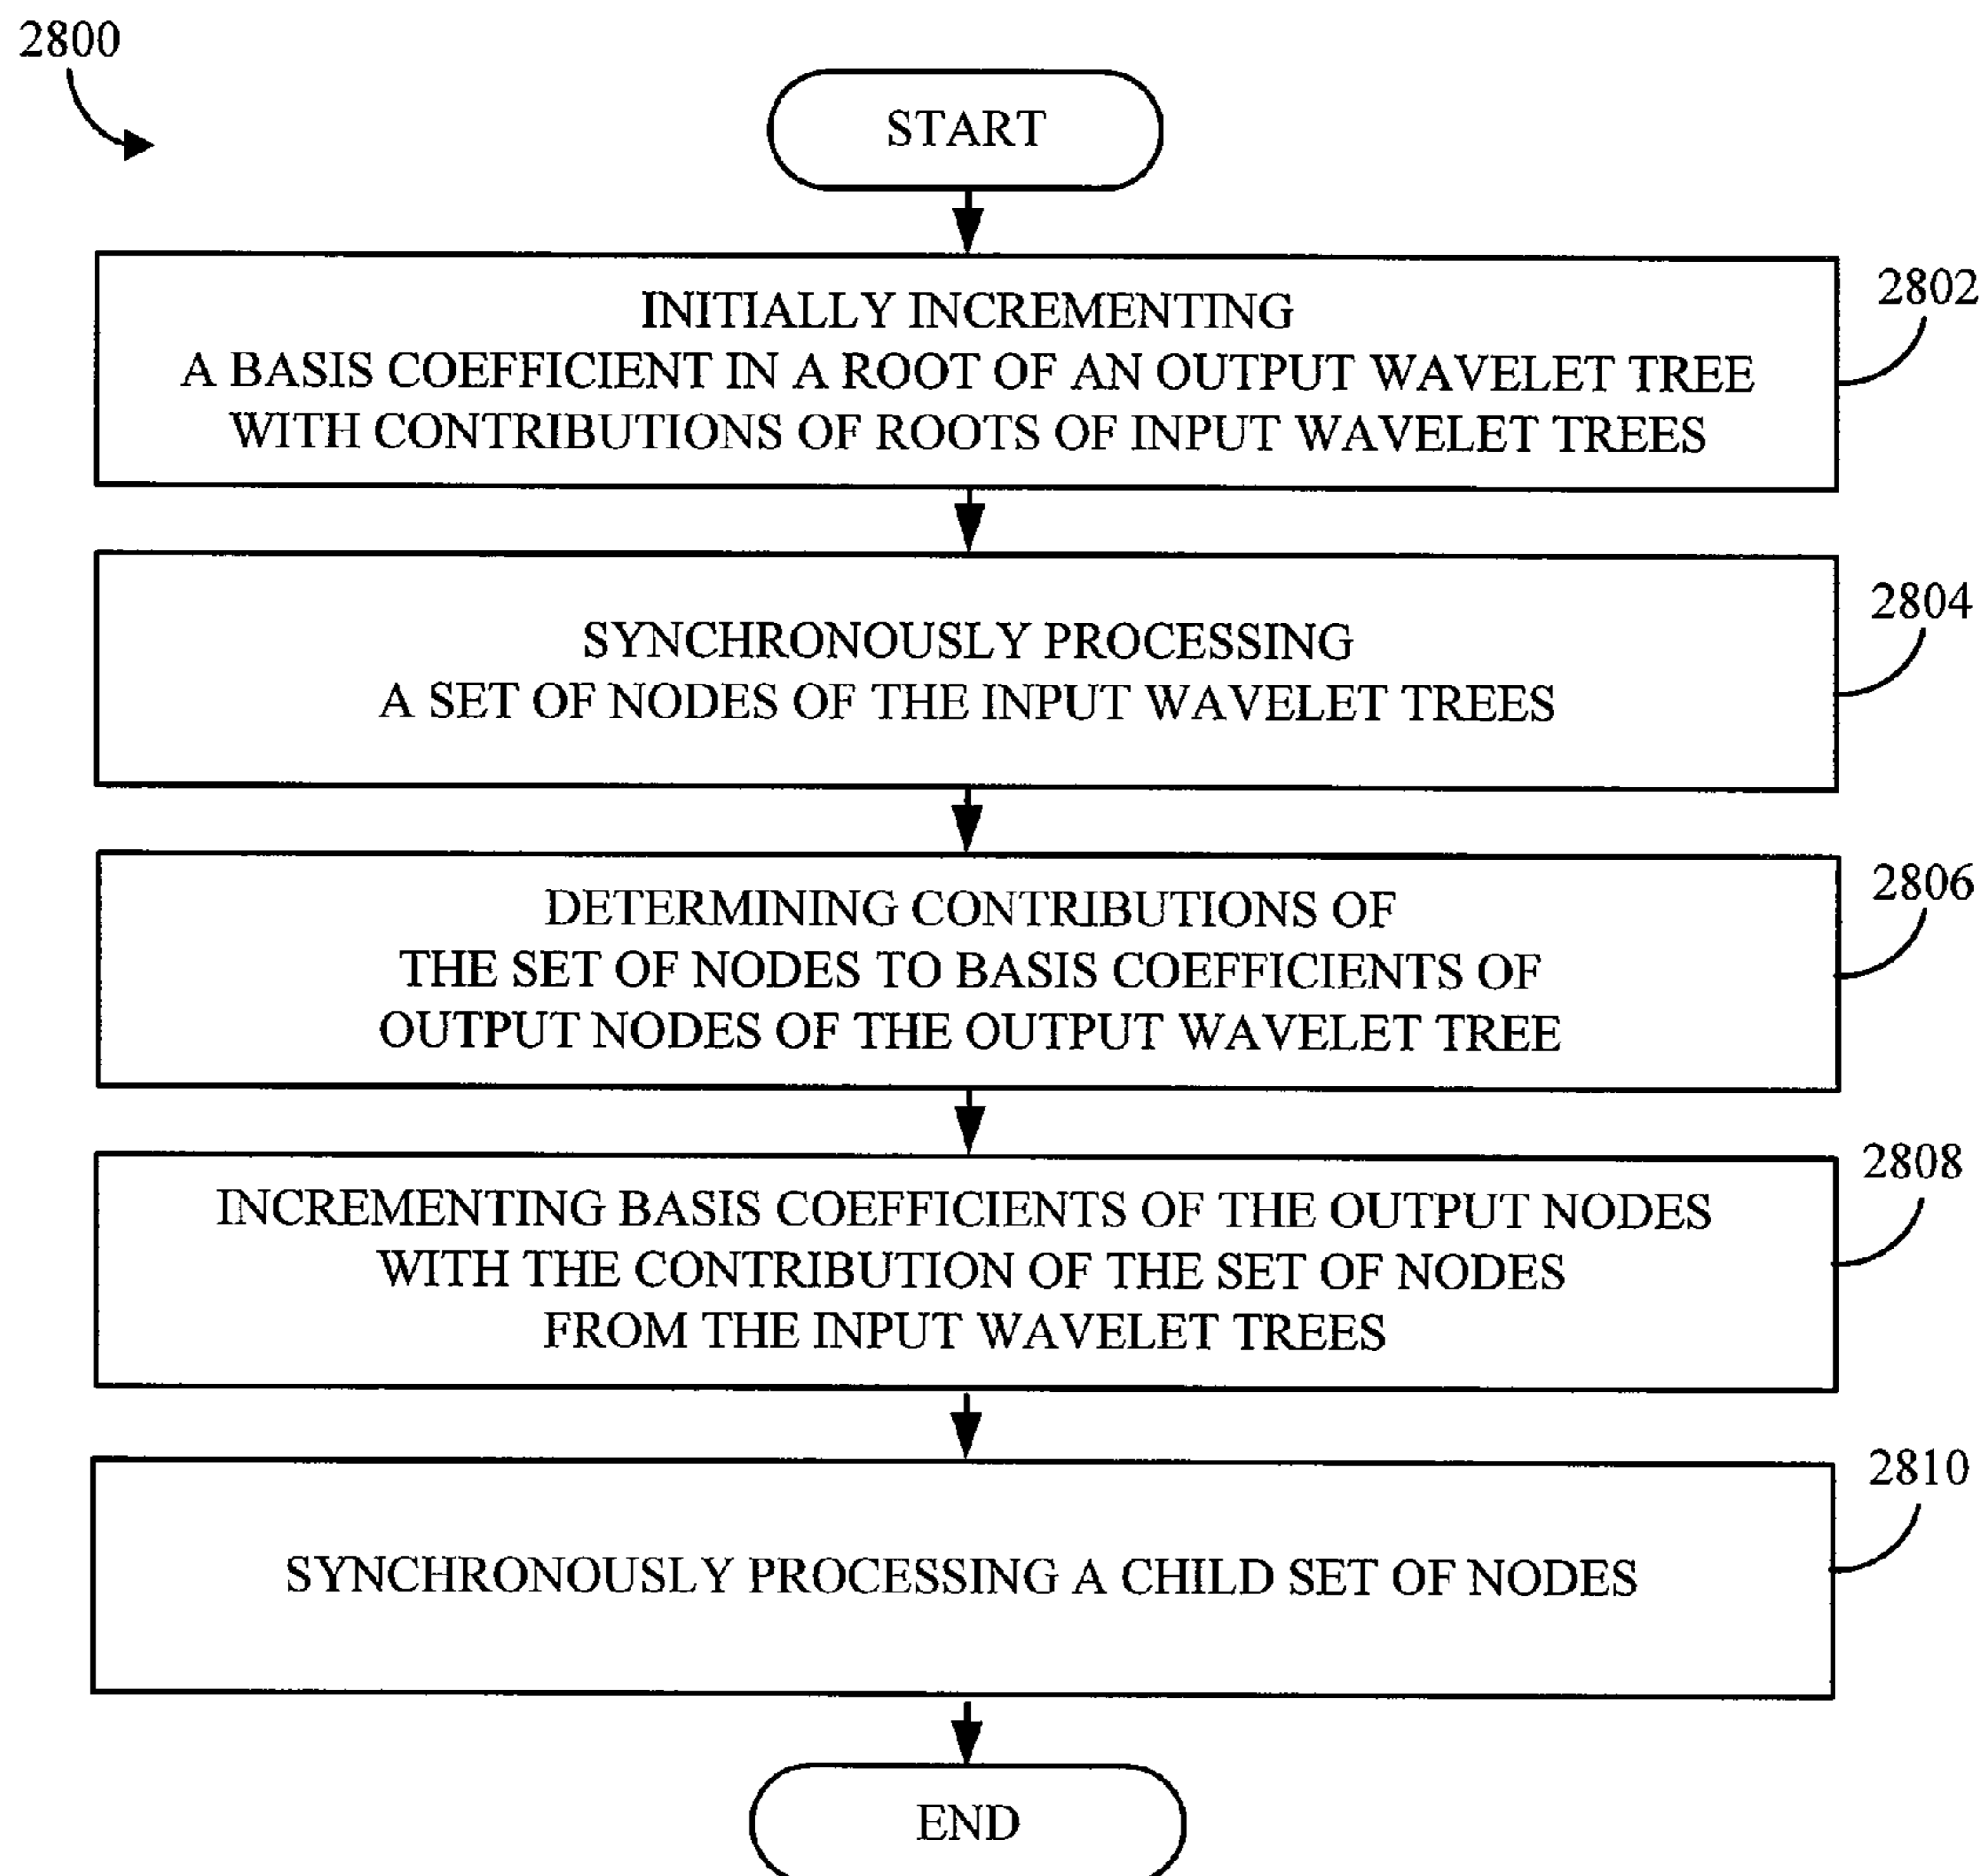 2800
START
INITIALLY INCREMENTING
A BASIS COEFFICIENT IN A ROOT OF AN OUTPUT WAVELET TREE
WITH CONTRIBUTIONS OF ROOTS OF INPUT WAVELET TREES
2802
SYNCHRONOUSLY PROCESSING
A SET OF NODES OF THE INPUT WAVELET TREES
2804
DETERMINING CONTRIBUTIONS OF
THE SET OF NODES TO BASIS COEFFICIENTS OF
OUTPUT NODES OF THE OUTPUT WAVELET TREE
2806
INCREMENTING BASIS COEFFICIENTS OF THE OUTPUT NODES
WITH THE CONTRIBUTION OF THE SET OF NODES
FROM THE INPUT WAVELET TREES
2808
SYNCHRONOUSLY PROCESSING A CHILD SET OF NODES
2810
END